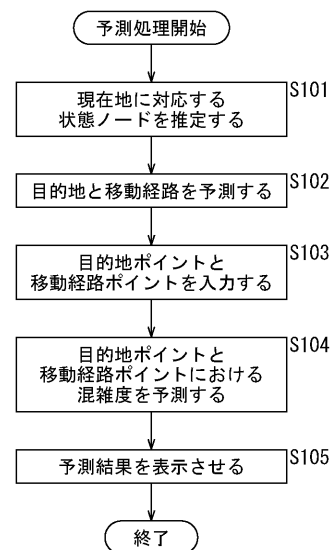 予測処理開始
S101
現在地に対応する
状態ノードを推定する
S102
目的地と移動経路を予測する
S103
目的地ポイントと
移動経路ポイントを入力する
S104
目的地ポイントと
移動経路ポイントにおける
混雑度を予測する
S105
予測結果を表示させる
終了